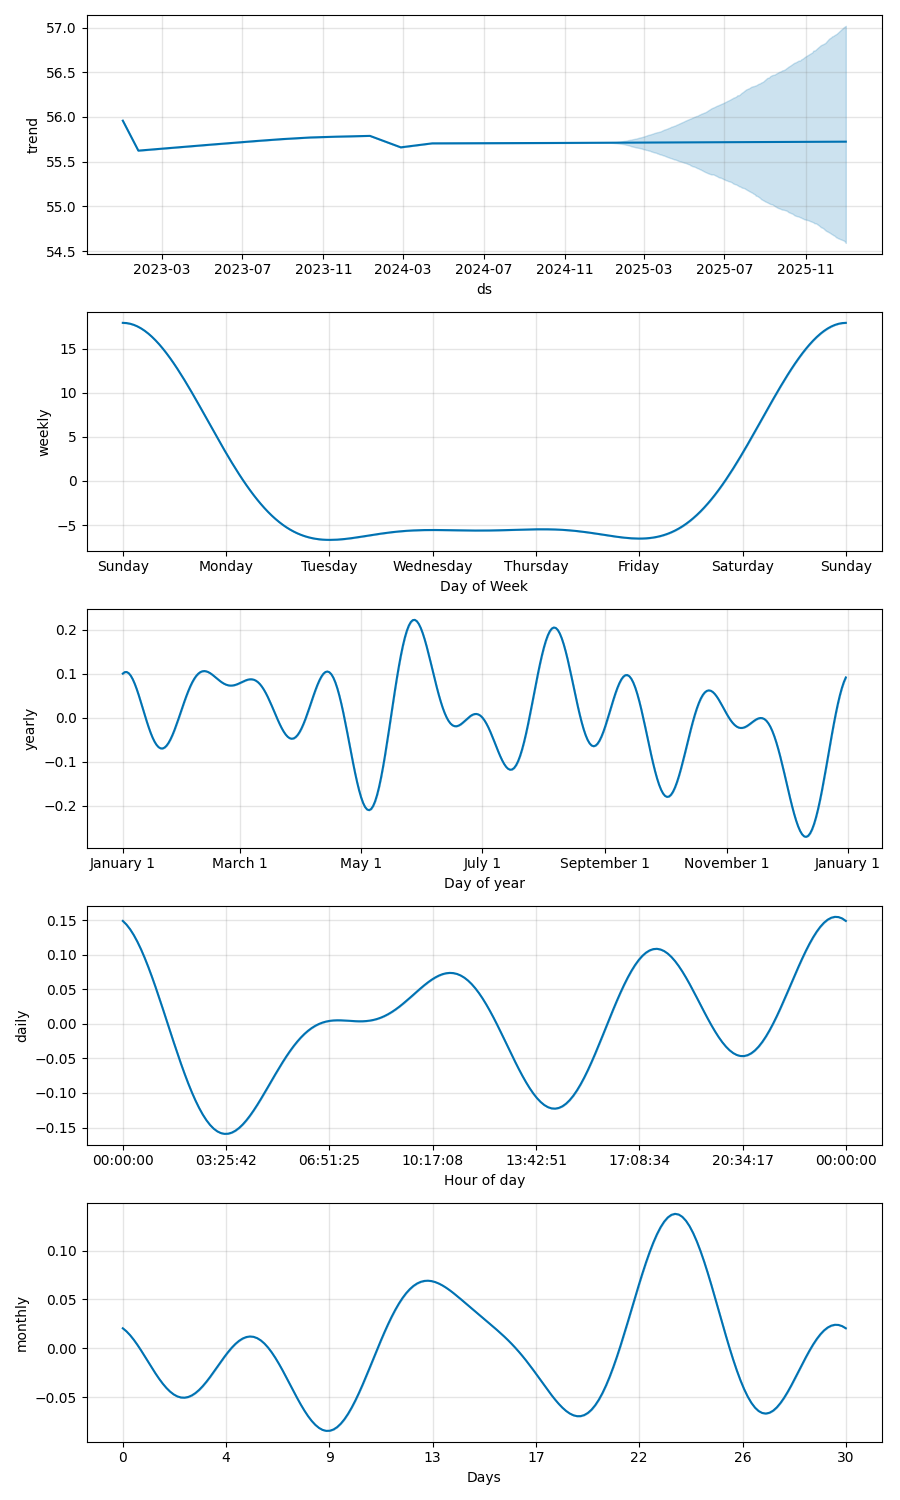 57.0
56.5
56.0
55.5
55.0
54.5
trend
2023-03 2023-07 2023-11 2024-03 2024-07 2024-11 2025-03 2025-07 2025-11
ds
15
10
5
0
−5
weekly
Sunday Monday Tuesday Wednesday Thursday Friday Saturday Sunday
Day of Week
0.2
0.1
0.0
−0.1
−0.2
yearly
January 1 March 1 May 1 July 1 September 1 November 1 January 1
Day of year
0.15
0.10
0.05
0.00
−0.05
−0.10
−0.15
daily
00:00:00 03:25:42 06:51:25 10:17:08 13:42:51 17:08:34 20:34:17 00:00:00
Hour of day
0.10
0.05
0.00
−0.05
monthly
0 4 9 13 17 22 26 30
Days